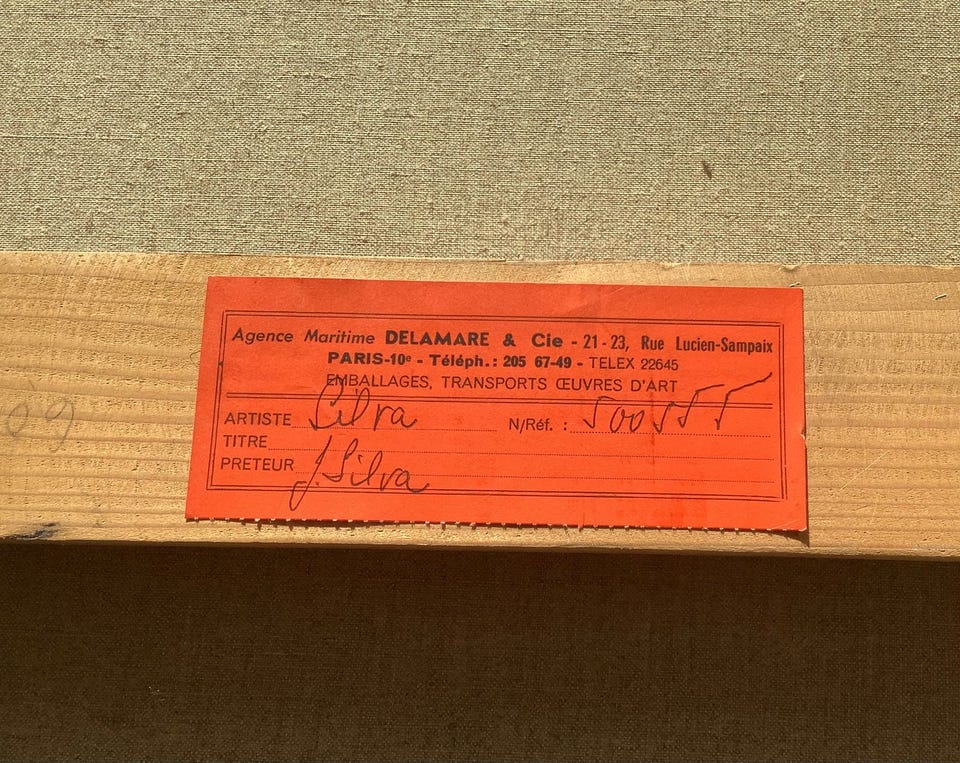 Agence Maritime DELAMARE & Cie - 21-23, Rue Lucien-Sampaix
PARIS-10e - Téléph. : 205 67-49 - TELEX 22645
EMBALLAGES, TRANSPORTS ŒUVRES D'ART
ARTISTE Silva N/Réf. : 500555
TITRE
PRETEUR J. Silva